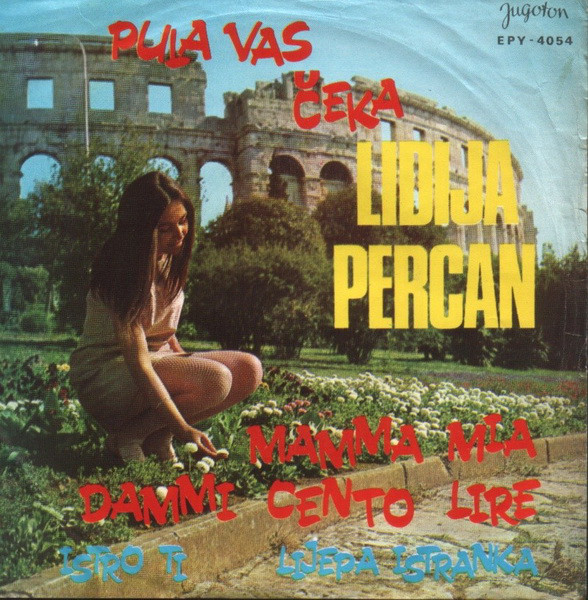 Jugoton
EPY-4054
PULA VAS
ČEKA
LIDIJA
PERCAN
MAMMA MIA
DAMMI CENTO LIRE
ISTRO TI LIJEPA ISTRANKA